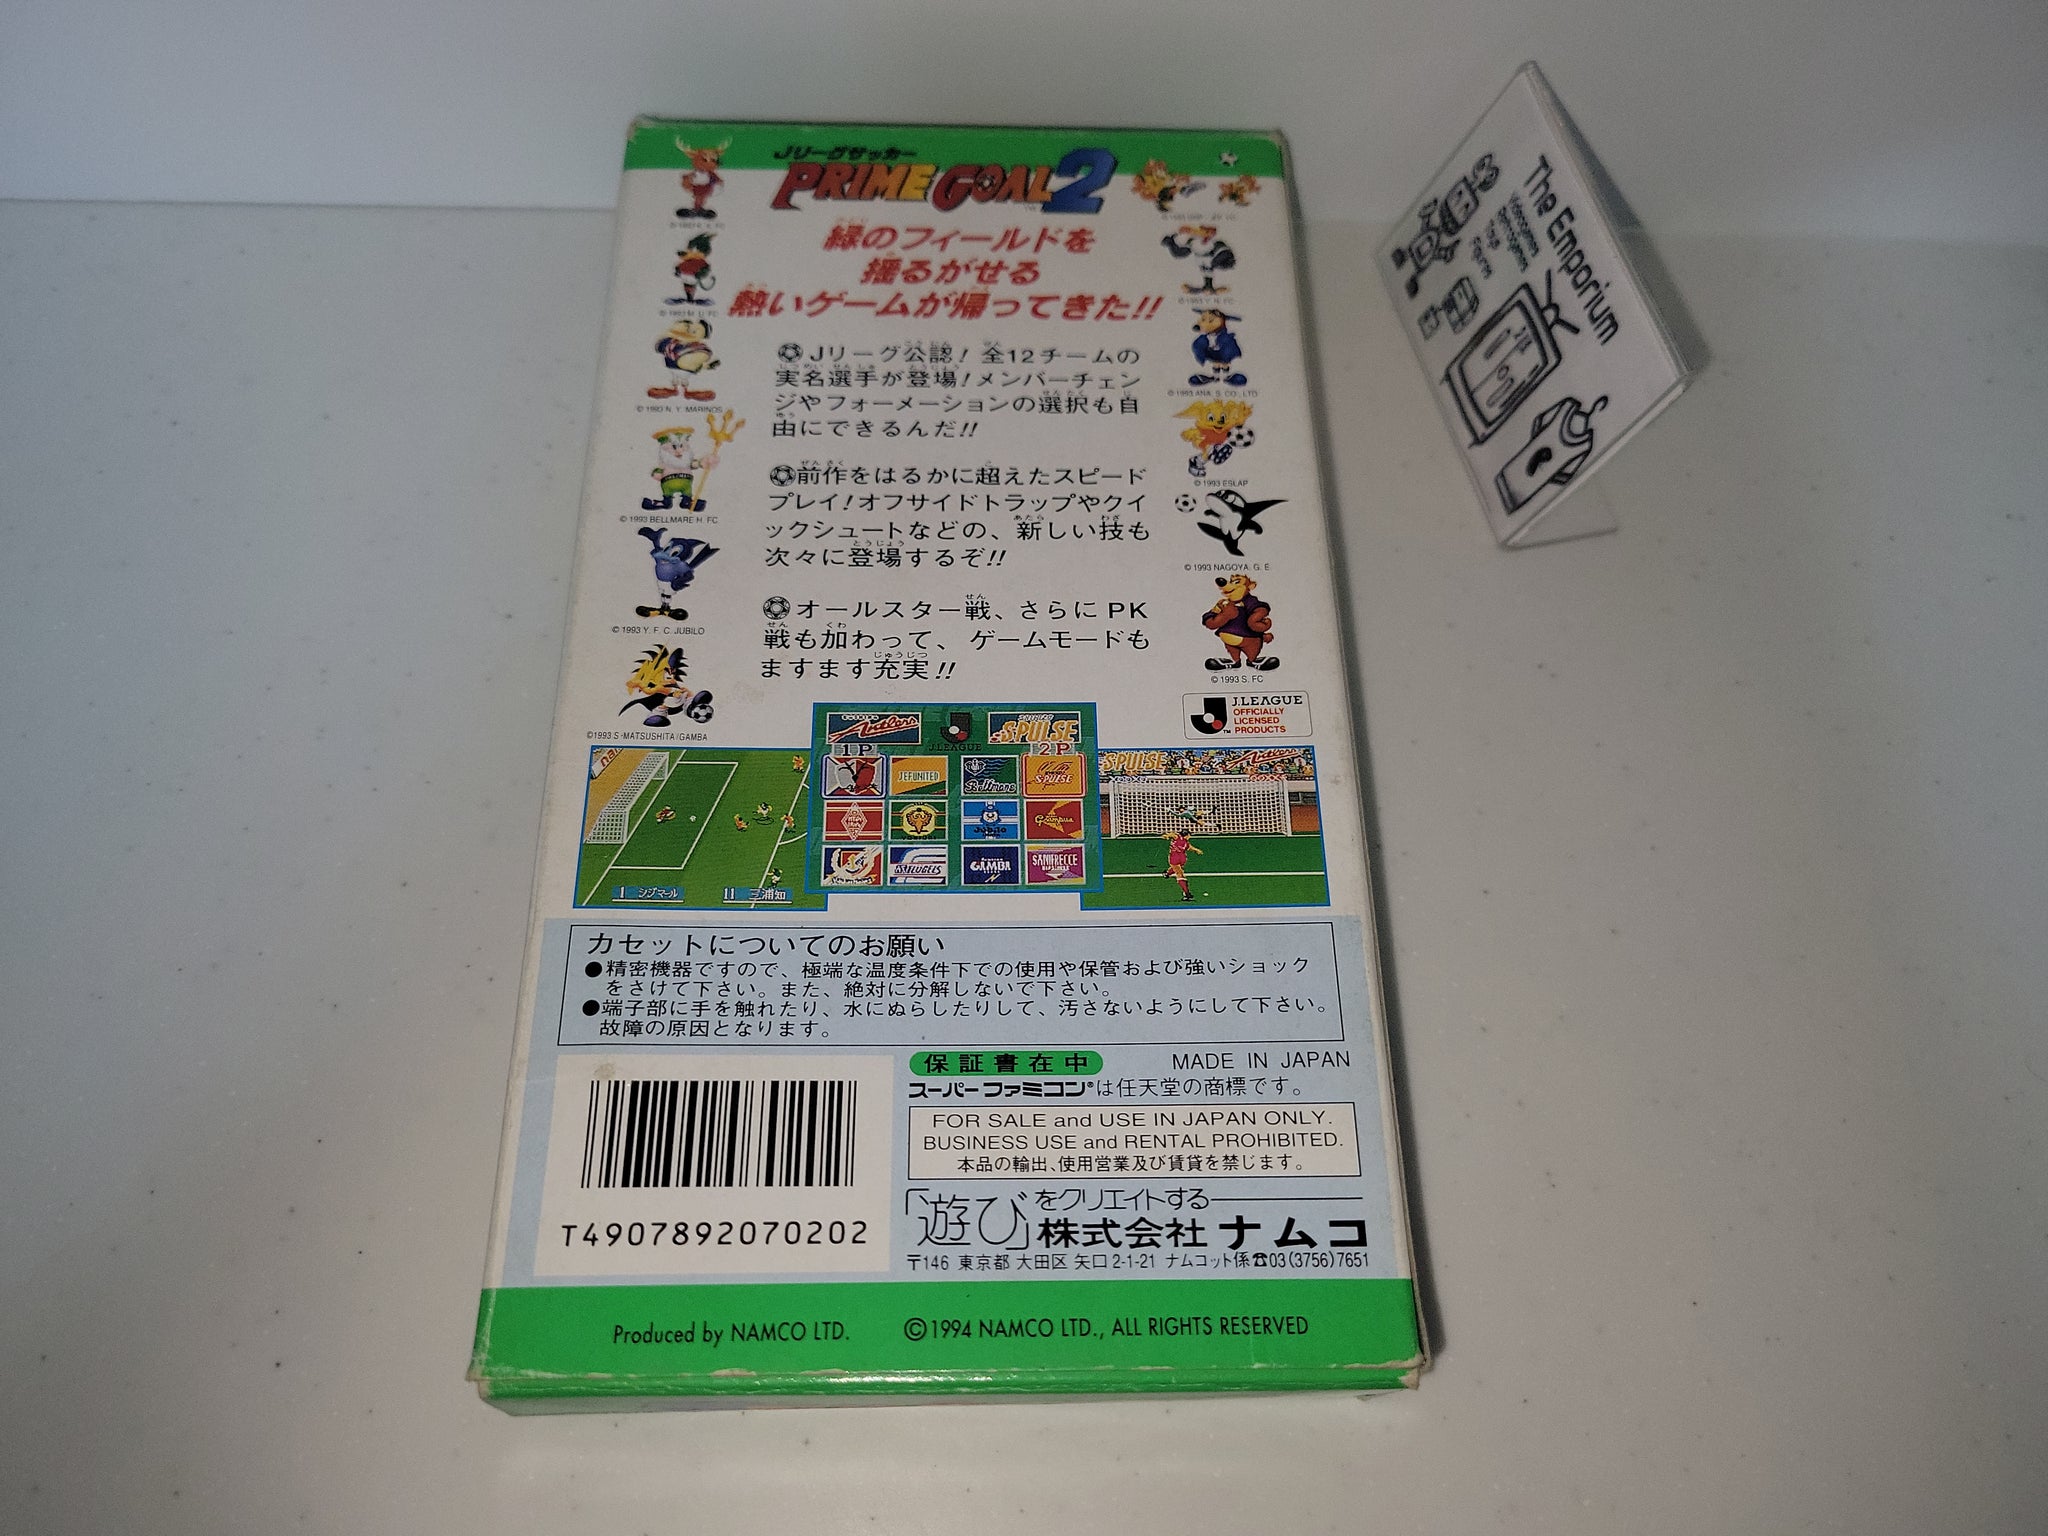 Jリーグサッカー
PRIME GOAL 2
緑のフィールドを
揺るがせる
熱いゲームが帰ってきた!!
Jリーグ公認! 全12チームの
実名選手が登場!メンバーチェン
ジやフォーメーションの選択も自
由にできるんだ!!
前作をはるかに超えたスピード
プレイ!オフサイドトラップやクイ
ックシュートなどの、新しい技も
次々に登場するぞ!!
オールスター戦、さらにPK
戦も加わって、ゲームモードも
ますます充実!!
©1993 N. Y. MARINOS
©1993 BELLMARE H. FC
©1993 Y. F. C. JUBILO
©1993 S-MATSUSHITA/GAMBA
©1993 Y. H. FC
©1993 ANA. S. CO., LTD
©1993 ESLAP
©1993 NAGOYA. G. E.
©1993 S. FC
J.LEAGUE
OFFICIALLY
LICENSED
PRODUCTS
TM
Antlers
S-PULSE
1P
J.LEAGUE
2P
JEFUNITED
Bellmare
S-PULSE
Jubilo
Grampus
GAMBA
SANFRECCE
S-PULSE
Antlers
1 シジマール
11 三浦知
カセットについてのお願い
●精密機器ですので、極端な温度条件下での使用や保管および強いショック
をさけて下さい。また、絶対に分解しないで下さい。
●端子部に手を触れたり、水にぬらしたりして、汚さないようにして下さい。
故障の原因となります。
保証書在中
MADE IN JAPAN
スーパーファミコン®は任天堂の商標です。
FOR SALE and USE IN JAPAN ONLY.
BUSINESS USE and RENTAL PROHIBITED.
本品の輸出、使用営業及び賃貸を禁じます。
「遊び」をクリエイトする
株式会社ナムコ
〒146 東京都 大田区 矢口2-1-21 ナムコット係☎03(3756)7651
T4907892070202
Produced by NAMCO LTD.
©1994 NAMCO LTD., ALL RIGHTS RESERVED
The Emporium